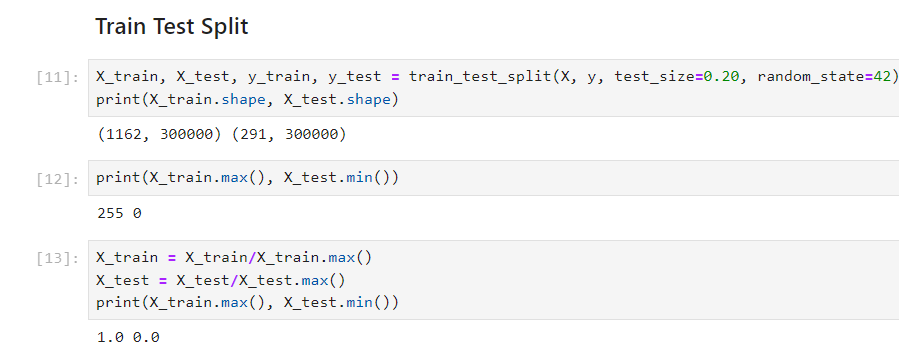 Train Test Split
[11]: X_train, X_test, y_train, y_test = train_test_split(X, y, test_size=0.20, random_state=42)
print(X_train.shape, X_test.shape)
(1162, 300000) (291, 300000)
[12]: print(X_train.max(), X_test.min())
255 0
[13]: X_train = X_train/X_train.max()
X_test = X_test/X_test.max()
print(X_train.max(), X_test.min())
1.0 0.0